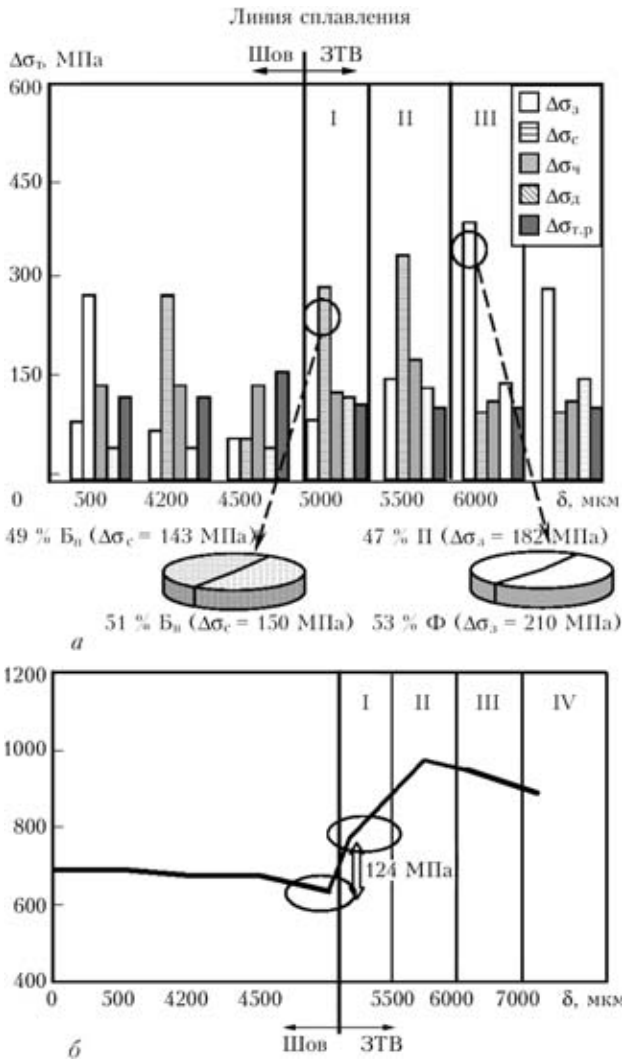 Линия сплавления
Шов ЗТВ
Δσт, МПа
600
450
300
150
0
I II III
Δσз
Δσс
Δσч
Δσд
Δσт.р
500 4200 4500 5000 5500 6000 δ, мкм
49 % Бн (Δσс = 143 МПа) 47 % П (Δσз = 182 МПа)
51 % Бн (Δσс = 150 МПа) 53 % Ф (Δσз = 210 МПа)
а
1200
1000
800
600
400
I II III IV
124 МПа
0 500 4200 4500 5500 6000 7000 δ, мкм
Шов ЗТВ
б